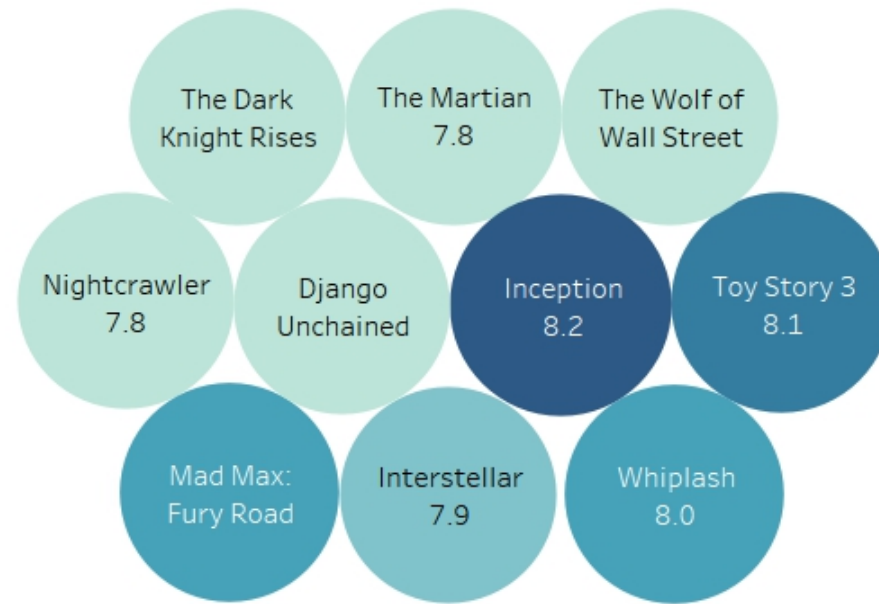 The Dark
Knight Rises
The Martian
7.8
The Wolf of
Wall Street
Nightcrawler
7.8
Django
Unchained
Inception
8.2
Toy Story 3
8.1
Mad Max:
Fury Road
Interstellar
7.9
Whiplash
8.0